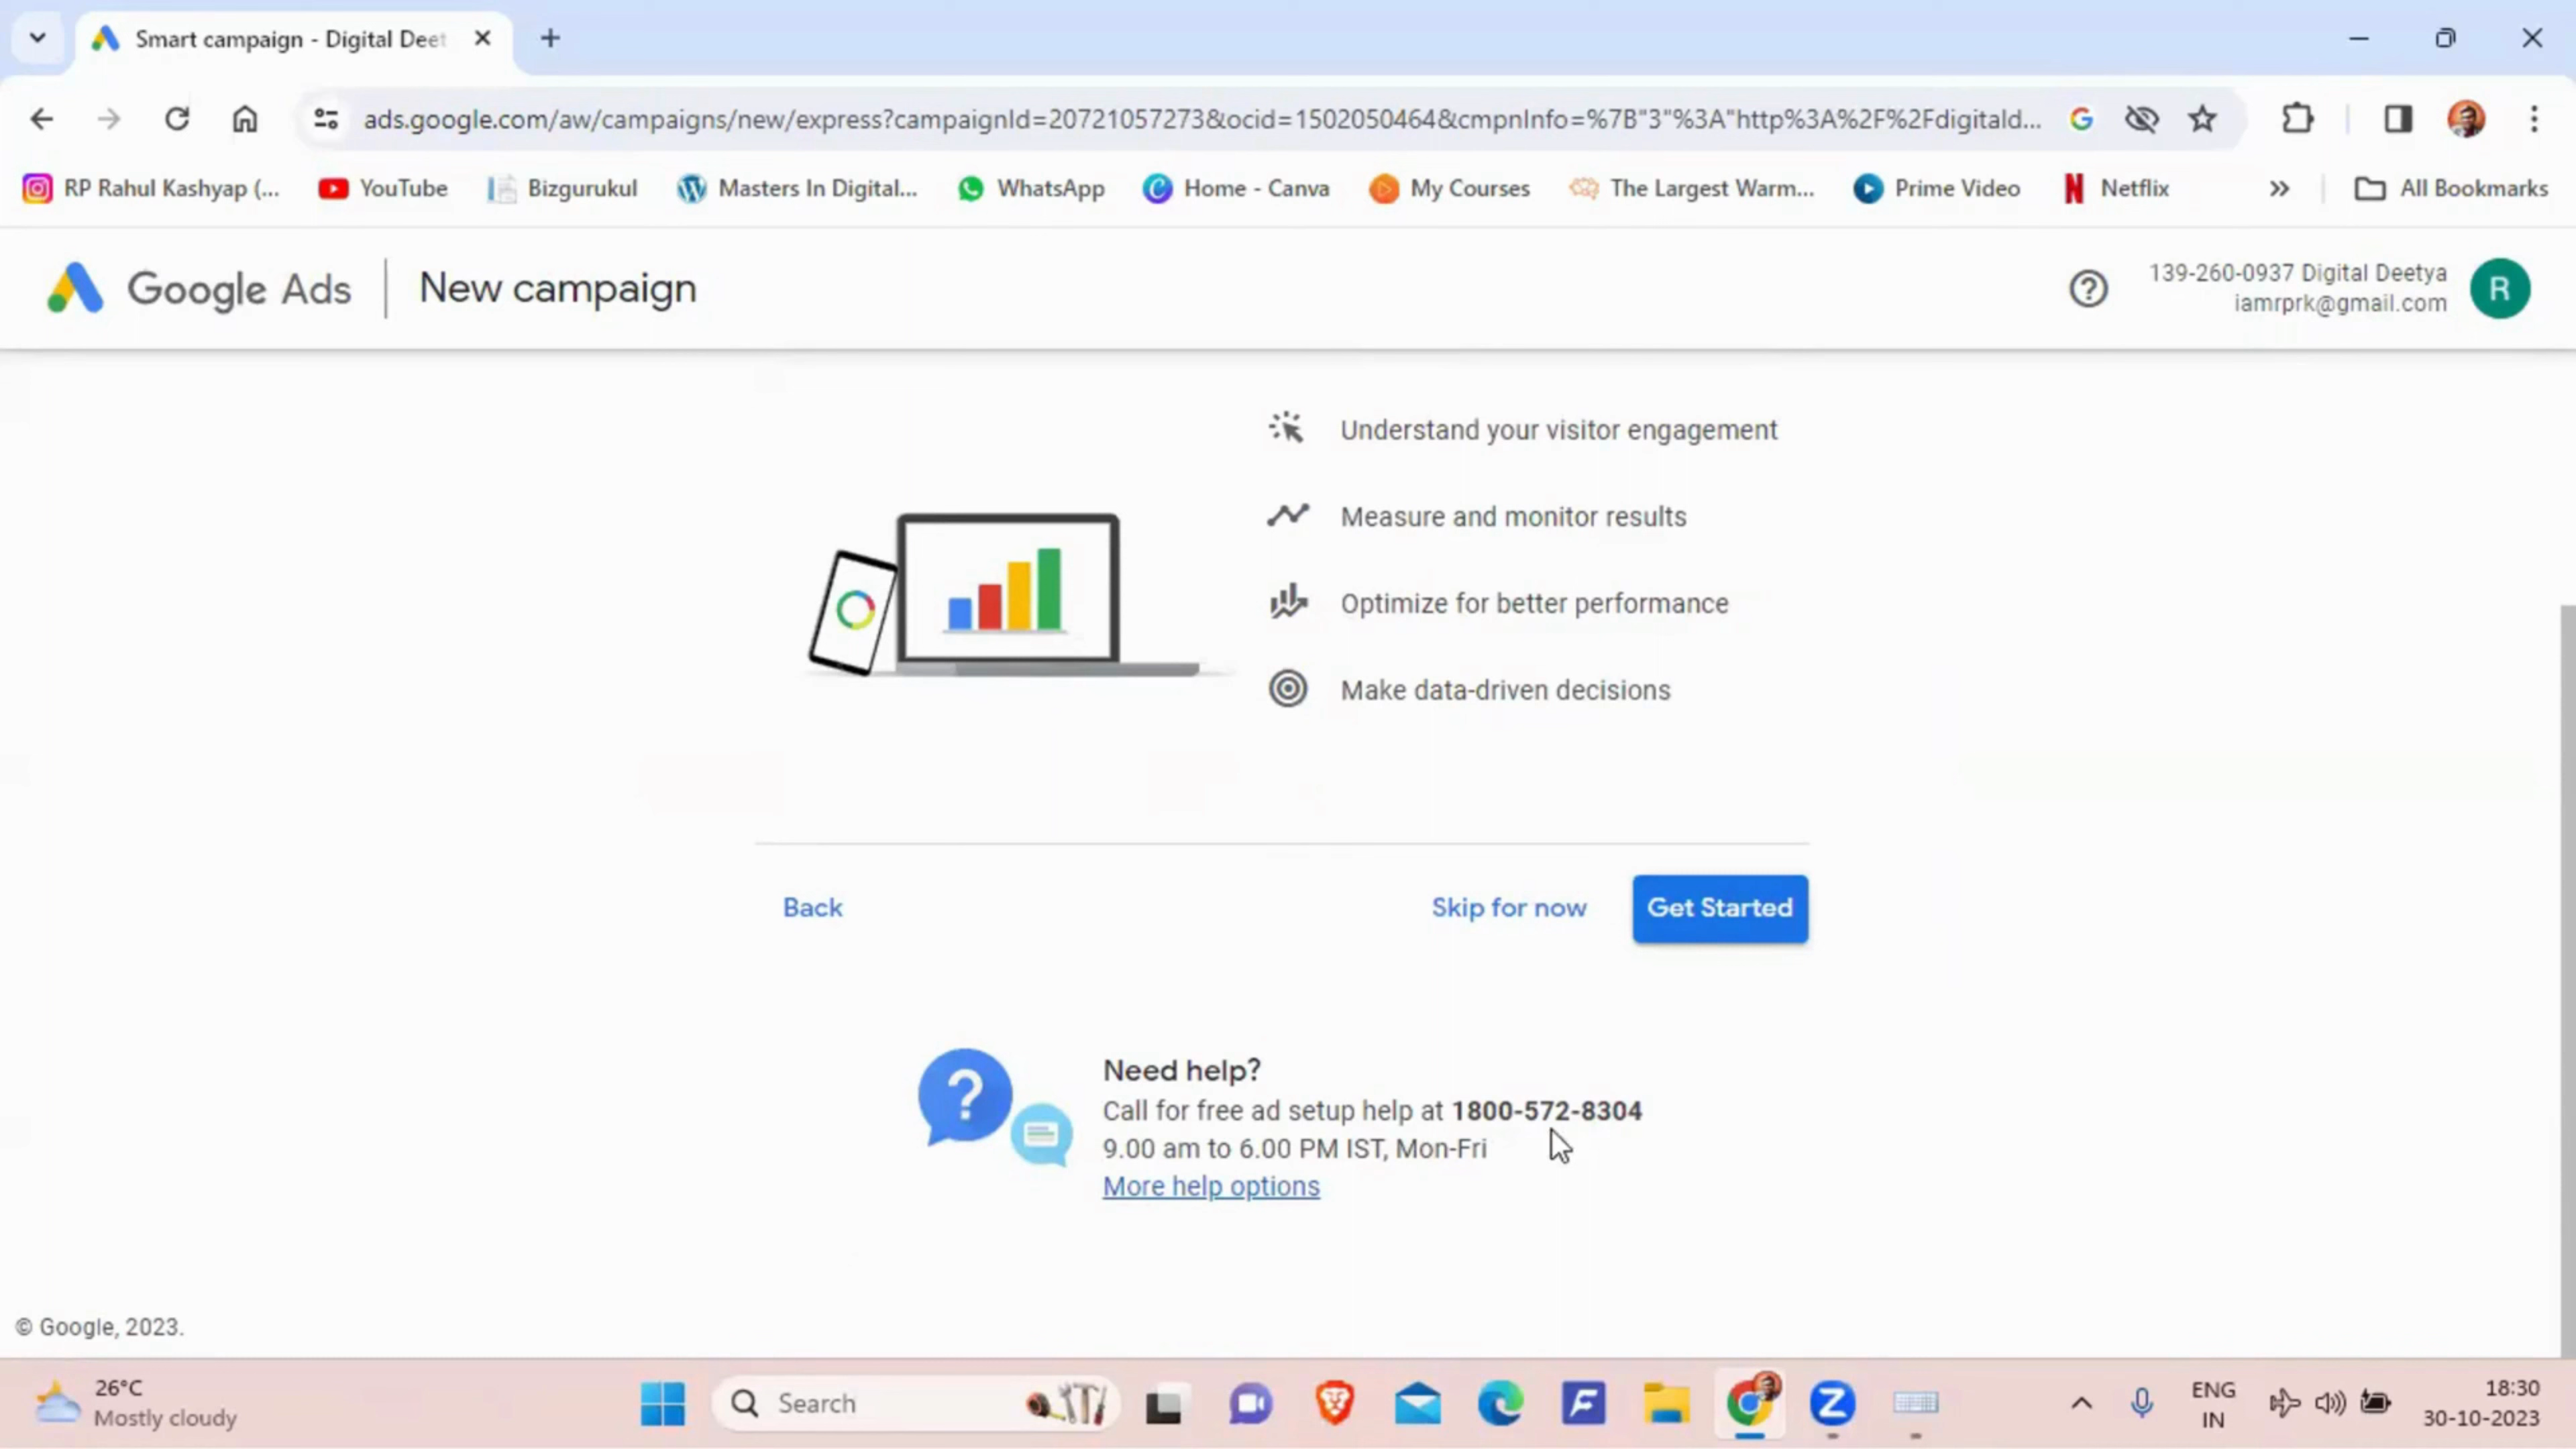 Smart campaign - Digital Deet
ads.google.com/aw/campaigns/new/express?campaignId=20721057273&ocid=1502050464&cmpnInfo=%7B"3"%3A"http%3A%2F%2Fdigitald...
RP Rahul Kashyap (... YouTube Bizgurukul Masters In Digital... WhatsApp Home - Canva My Courses The Largest Warm... Prime Video Netflix All Bookmarks
Google Ads New campaign
139-260-0937 Digital Deetya
iamrprk@gmail.com
R
Understand your visitor engagement
Measure and monitor results
Optimize for better performance
Make data-driven decisions
Back Skip for now Get Started
Need help?
Call for free ad setup help at 1800-572-8304
9.00 am to 6.00 PM IST, Mon-Fri
More help options
© Google, 2023.
26°C
Mostly cloudy
Search
ENG
IN
18:30
30-10-2023